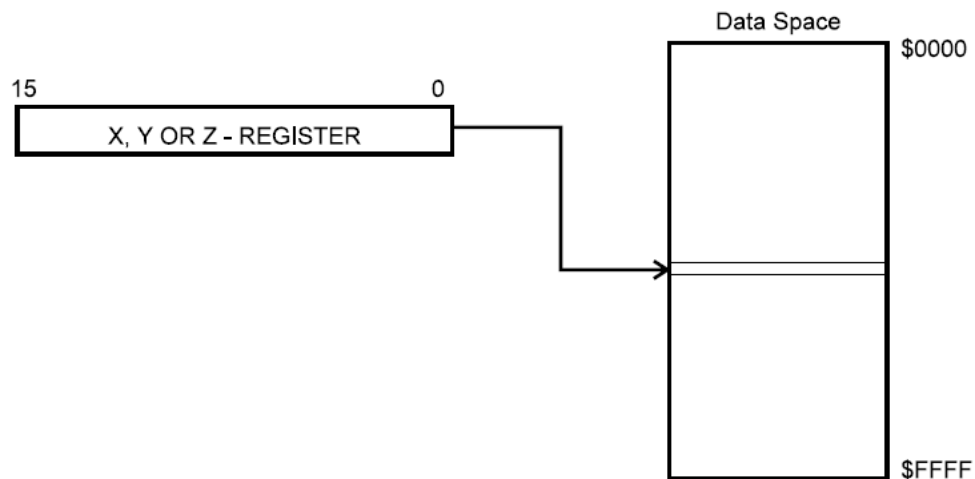 Data Space
$0000
15
0
X, Y OR Z - REGISTER
$FFFF